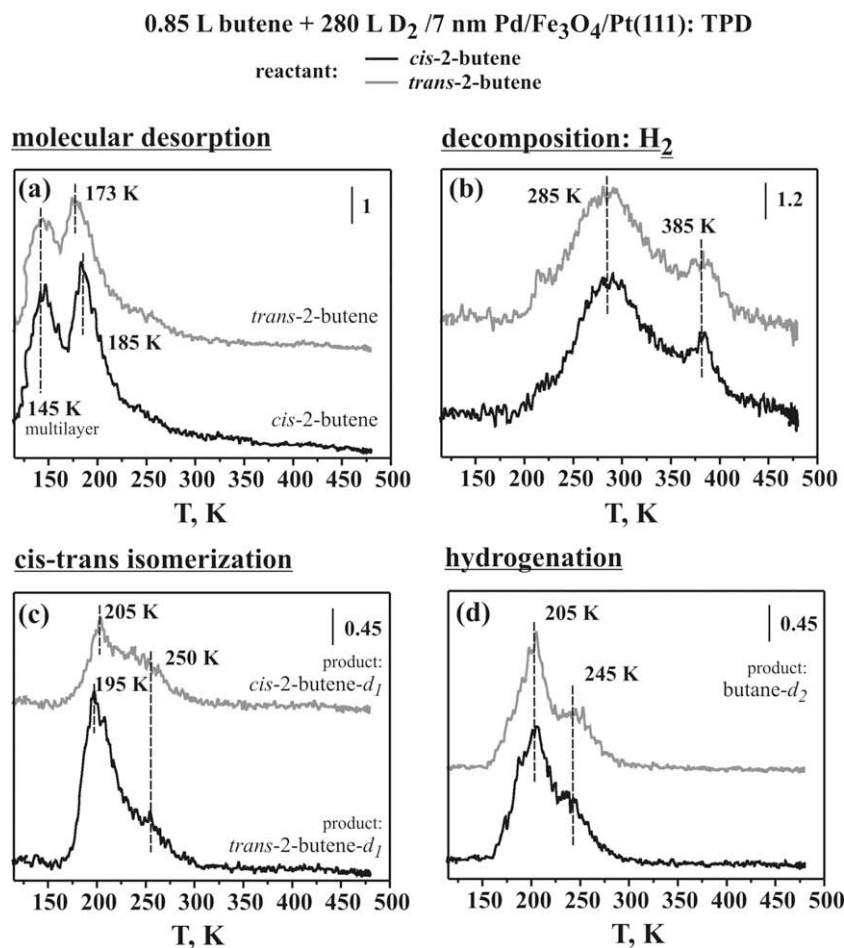 0.85 L butene + 280 L D2 /7 nm Pd/Fe3O4/Pt(111): TPD
reactant:
cis-2-butene
trans-2-butene
molecular desorption
decomposition: H2
(a)
173 K
1
trans-2-butene
185 K
145 K
multilayer
cis-2-butene
150 200 250 300 350 400 450 500
T, K
(b)
285 K
1.2
385 K
150 200 250 300 350 400 450 500
T, K
cis-trans isomerization
hydrogenation
(c)
205 K
0.45
250 K
product:
cis-2-butene-d1
195 K
product:
trans-2-butene-d1
150 200 250 300 350 400 450 500
T, K
(d)
205 K
0.45
245 K
product:
butane-d2
150 200 250 300 350 400 450 500
T, K